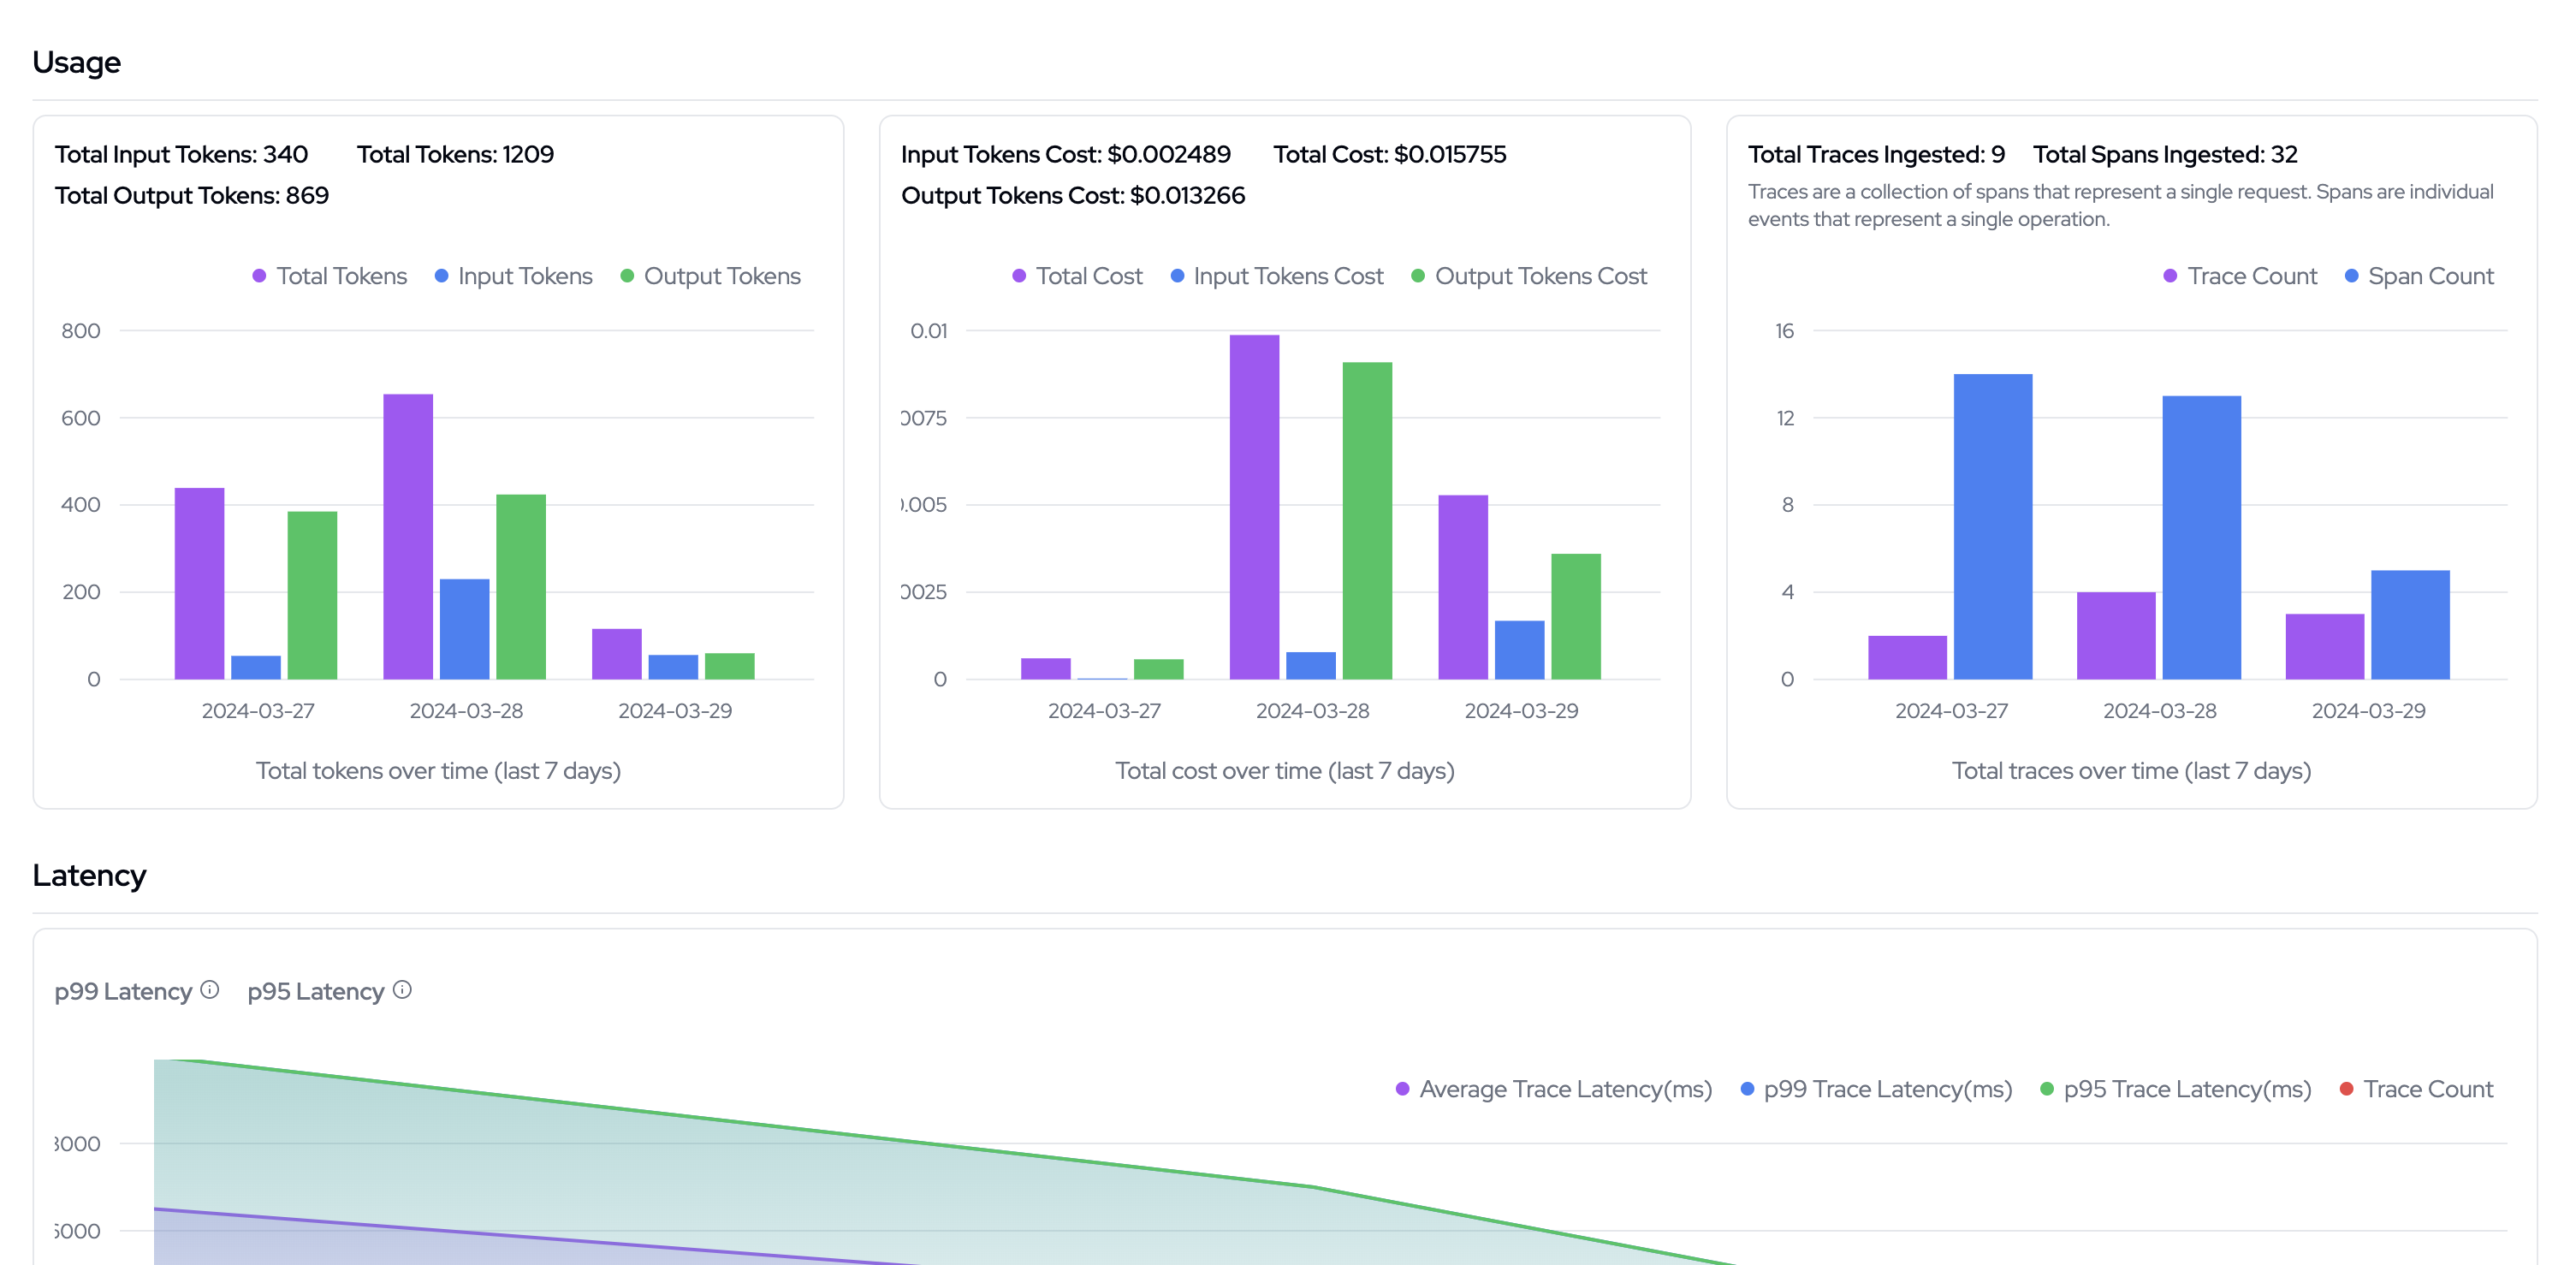 Usage
Total Input Tokens: 340 Total Tokens: 1209
Total Output Tokens: 869
Total Tokens Input Tokens Output Tokens
800
600
400
200
0
2024-03-27 2024-03-28 2024-03-29
Total tokens over time (last 7 days)
Input Tokens Cost: $0.002489 Total Cost: $0.015755
Output Tokens Cost: $0.013266
Total Cost Input Tokens Cost Output Tokens Cost
0.01
0075
.005
0025
0
2024-03-27 2024-03-28 2024-03-29
Total cost over time (last 7 days)
Total Traces Ingested: 9 Total Spans Ingested: 32
Traces are a collection of spans that represent a single request. Spans are individual
events that represent a single operation.
Trace Count Span Count
16
12
8
4
0
2024-03-27 2024-03-28 2024-03-29
Total traces over time (last 7 days)
Latency
p99 Latency p95 Latency
Average Trace Latency(ms) p99 Trace Latency(ms) p95 Trace Latency(ms) Trace Count
8000
6000